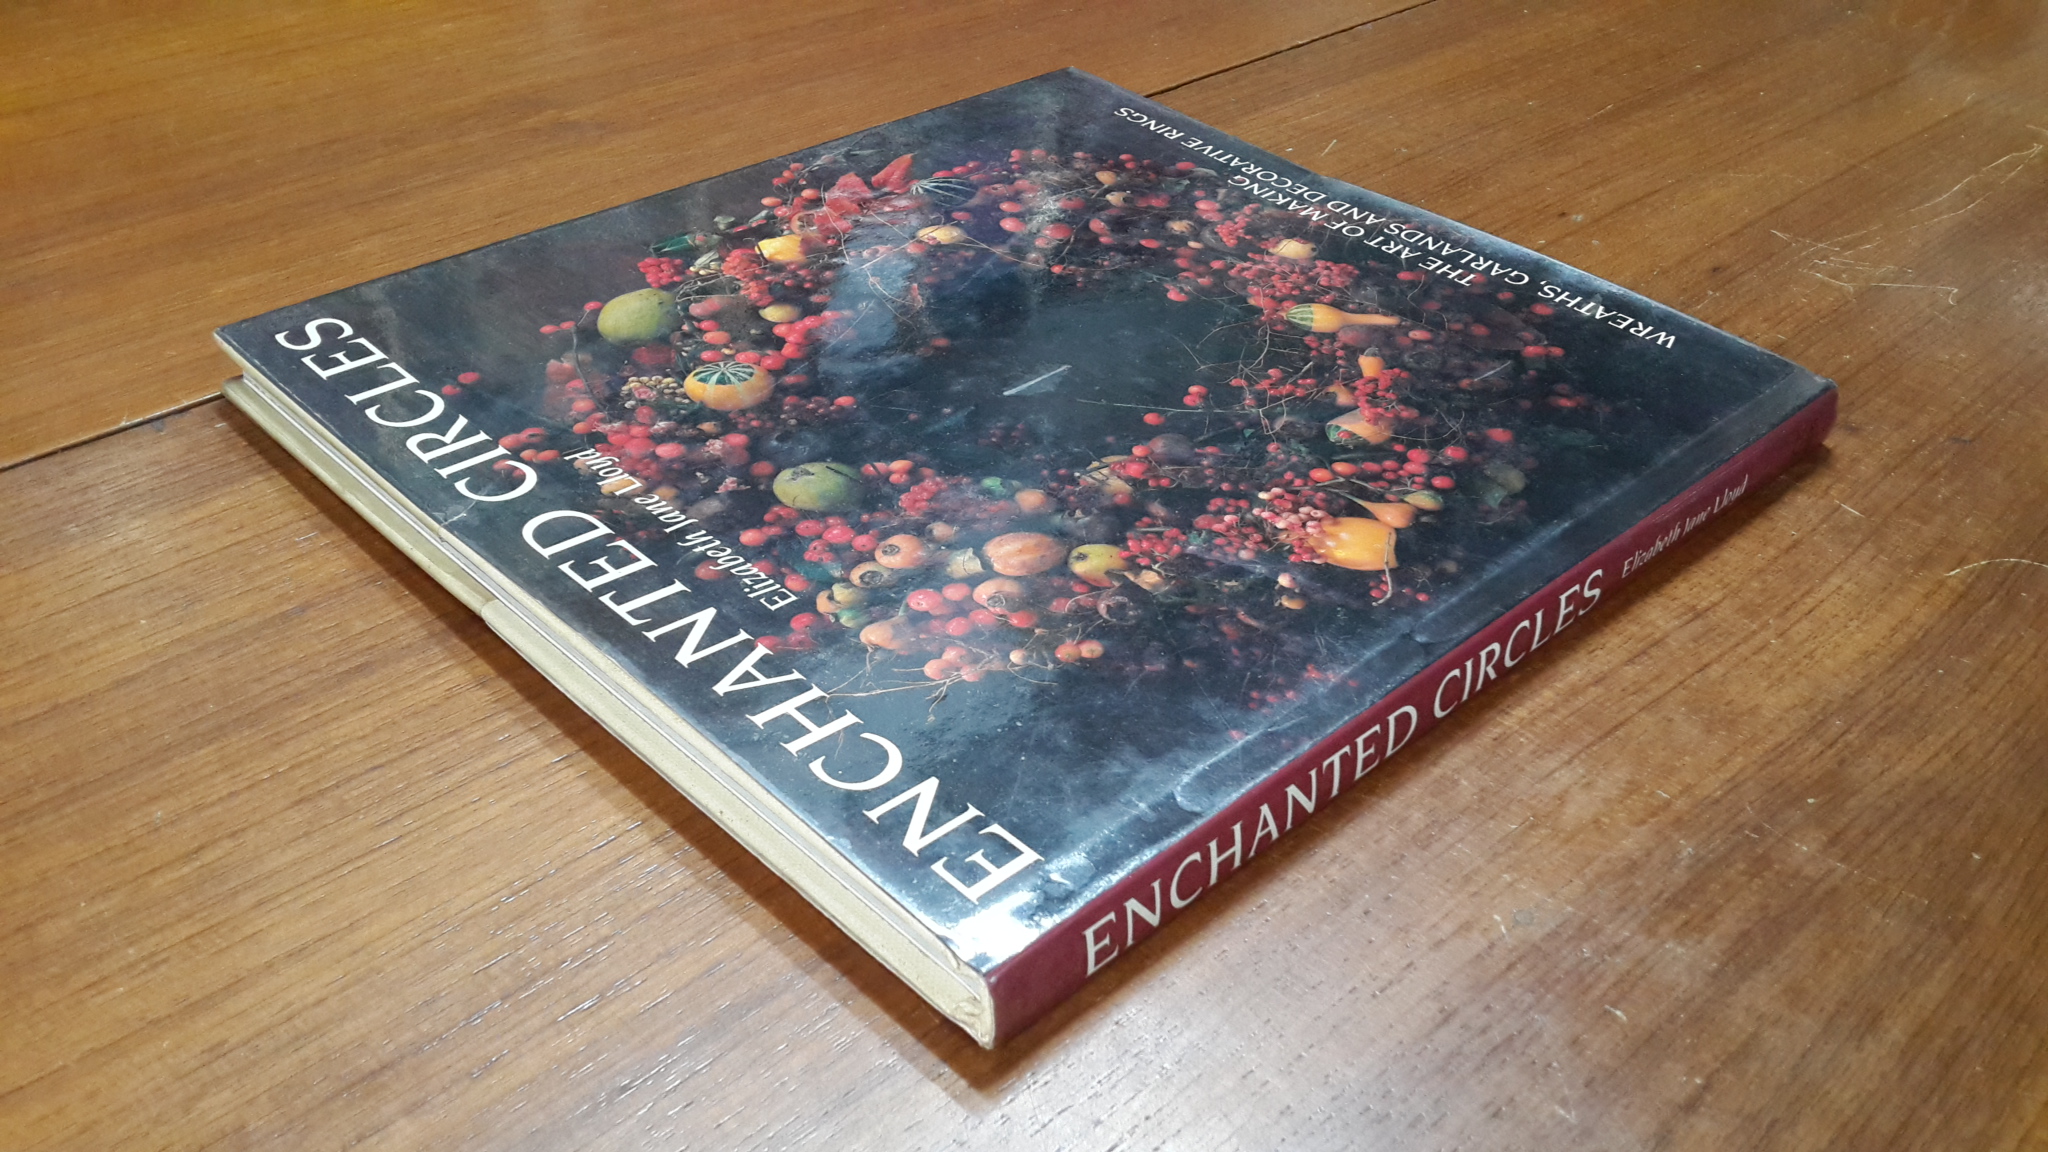 ENCHANTED CIRCLES
Elizabeth Jane Lloyd
THE ART OF MAKING
WREATHS, GARLANDS AND DECORATIVE RINGS
ENCHANTED CIRCLES
Elizabeth Jane Lloyd